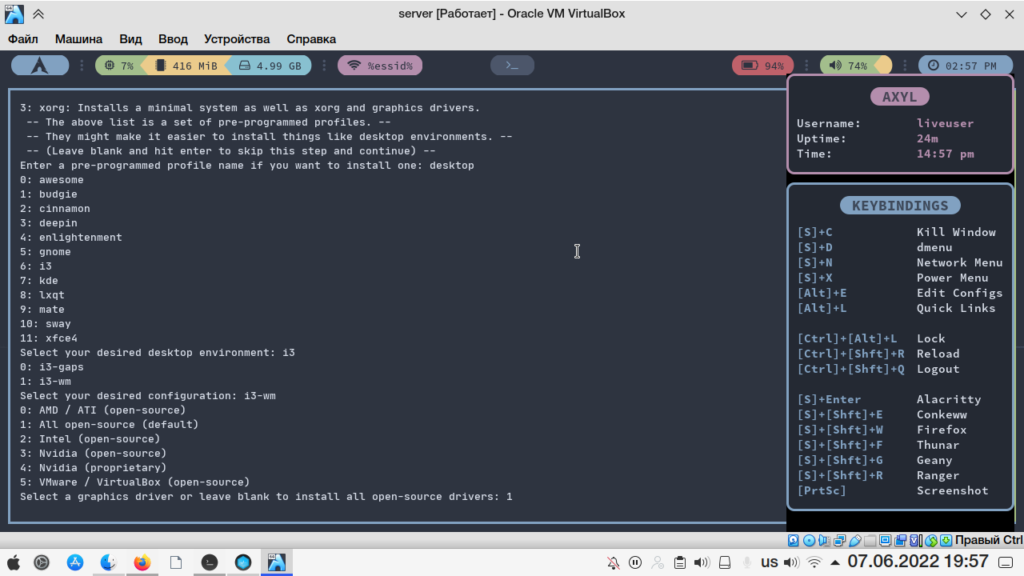 server [Работает] - Oracle VM VirtualBox
Файл Машина Вид Ввод Устройства Справка
7% 416 MiB 4.99 GB %essid% >_ 94% 74% 02:57 PM
3: xorg: Installs a minimal system as well as xorg and graphics drivers.
-- The above list is a set of pre-programmed profiles. --
-- They might make it easier to install things like desktop environments. --
-- (Leave blank and hit enter to skip this step and continue) --
Enter a pre-programmed profile name if you want to install one: desktop
0: awesome
1: budgie
2: cinnamon
3: deepin
4: enlightenment
5: gnome
6: i3
7: kde
8: lxqt
9: mate
10: sway
11: xfce4
Select your desired desktop environment: i3
0: i3-gaps
1: i3-wm
Select your desired configuration: i3-wm
0: AMD / ATI (open-source)
1: All open-source (default)
2: Intel (open-source)
3: Nvidia (open-source)
4: Nvidia (proprietary)
5: VMware / VirtualBox (open-source)
Select a graphics driver or leave blank to install all open-source drivers: 1
AXYL
Username: liveuser
Uptime: 24m
Time: 14:57 pm
KEYBINDINGS
[S]+C Kill Window
[S]+D dmenu
[S]+N Network Menu
[S]+X Power Menu
[Alt]+E Edit Configs
[Alt]+L Quick Links
[Ctrl]+[Alt]+L Lock
[Ctrl]+[Shft]+R Reload
[Ctrl]+[Shft]+Q Logout
[S]+Enter Alacritty
[S]+[Shft]+E Conkeww
[S]+[Shft]+W Firefox
[S]+[Shft]+F Thunar
[S]+[Shft]+G Geany
[S]+[Shft]+R Ranger
[PrtSc] Screenshot
Правый Ctrl
us 07.06.2022 19:57